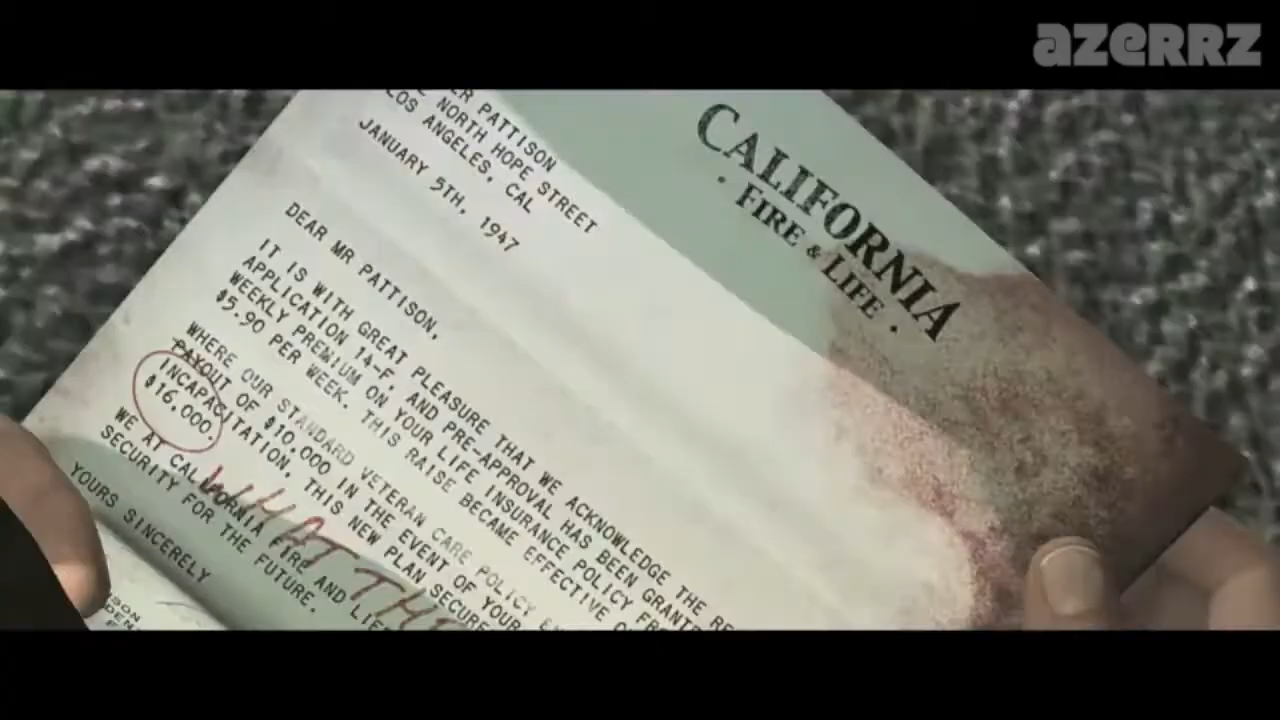 azerrz
CALIFORNIA
• FIRE & LIFE •
PATTISON
NORTH HOPE STREET
LOS ANGELES, CAL
JANUARY 5TH, 1947
DEAR MR PATTISON,
IT IS WITH GREAT PLEASURE THAT WE ACKNOWLEDGE THE
APPLICATION 14-F, AND PRE-APPROVAL HAS BEEN
WEEKLY PREMIUM ON YOUR LIFE INSURANCE POLICY
$5.90 PER WEEK. THIS RAISE BECAME EFFECTIVE
WHERE OUR STANDARD VETERAN CARE POLICY
PAYOUT OF $10.000 IN THE EVENT OF YOUR
INCAPACITATION, THIS NEW PLAN
$16,000.
WE AT CALIFORNIA FIRE AND
SECURITY FOR THE FUTURE.
WHAT THE
YOURS SINCERELY